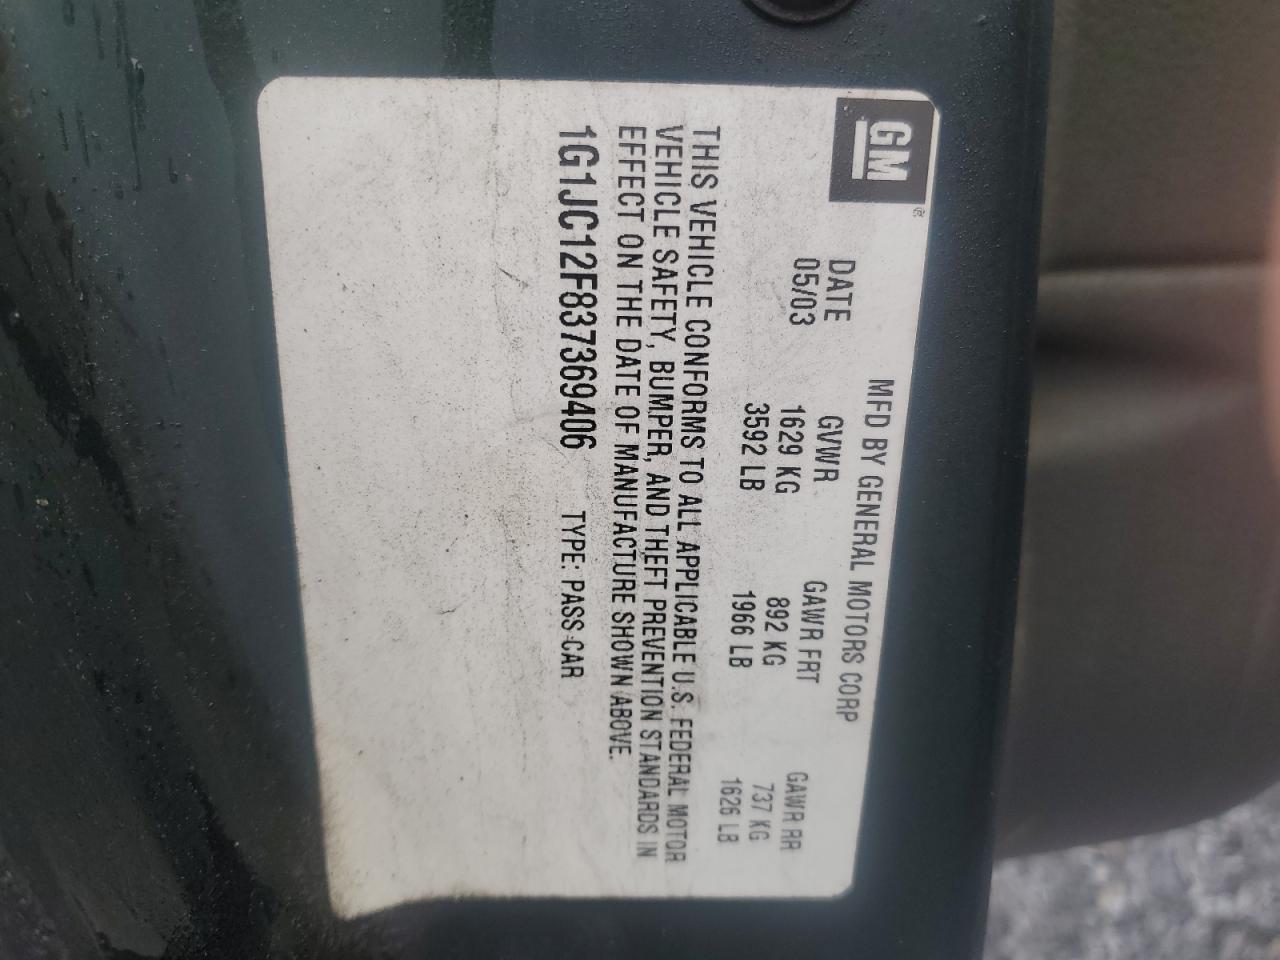 GM®
MFD BY GENERAL MOTORS CORP
DATE GVWR GAWR FRT GAWR RR
05/03 1629 KG 892 KG 737 KG
3592 LB 1966 LB 1626 LB
THIS VEHICLE CONFORMS TO ALL APPLICABLE U.S. FEDERAL MOTOR
VEHICLE SAFETY, BUMPER, AND THEFT PREVENTION STANDARDS IN
EFFECT ON THE DATE OF MANUFACTURE SHOWN ABOVE.
1G1JC12F837369406 TYPE: PASS CAR